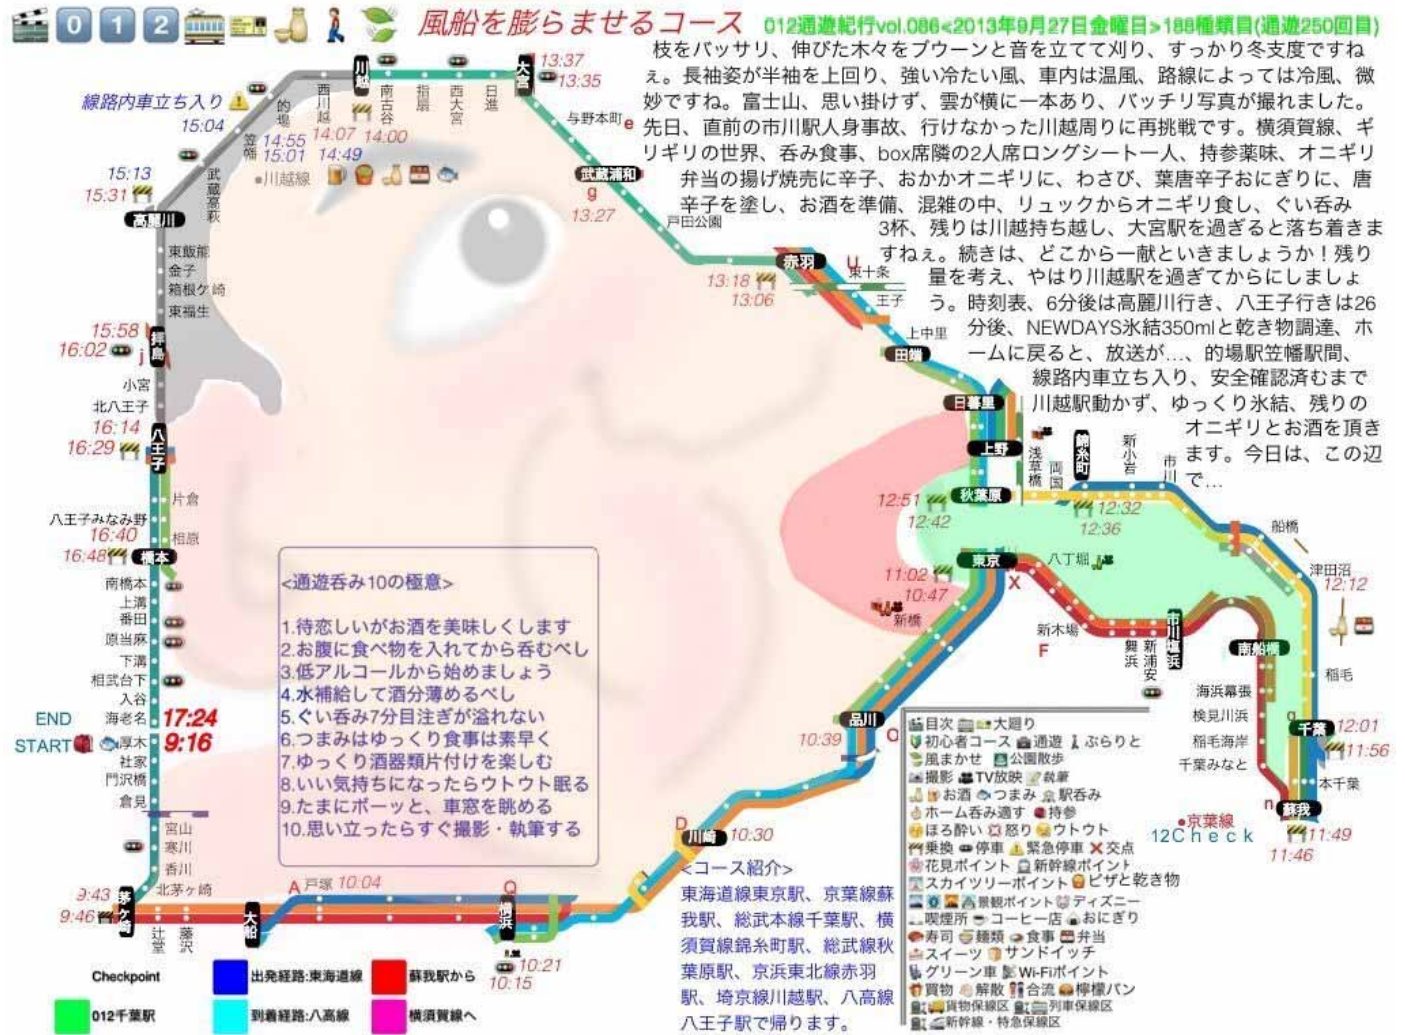 012
風船を膨らませるコース
012通遊紀行vol.086<2013年9月27日金曜日>188種類目(通遊250回目)
枝をバッサリ、伸びた木々をブウーンと音を立てて刈り、すっかり冬支度ですね
ぇ。長袖姿が半袖を上回り、強い冷たい風、車内は温風、路線によっては冷風、微
妙ですね。富士山、思い掛けず、雲が横に一本あり、バッチリ写真が撮れました。
先日、直前の市川駅人身事故、行けなかった川越周りに再挑戦です。横須賀線、ギ
リギリの世界、呑み食事、box席隣の2人席ロングシート一人、持参薬味、オニギリ
弁当の揚げ焼売に辛子、おかかオニギリに、わさび、葉唐辛子おにぎりに、唐
辛子を塗し、お酒を準備、混雑の中、リュックからオニギリ食し、ぐい呑み
3杯、残りは川越持ち越し、大宮駅を過ぎると落ち着きま
すねぇ。続きは、どこから一献といきましょうか！残り
量を考え、やはり川越駅を過ぎてからにしましょ
う。時刻表、6分後は高麗川行き、八王子行きは26
分後、NEWDAYS氷結350mlと乾き物調達、ホ
ームに戻ると、放送が…、的場駅笠幡駅間、
線路内車立ち入り、安全確認済むまで
川越駅動かず、ゆっくり氷結、残りの
オニギリとお酒を頂き
ます。今日は、この辺
で…
線路内車立ち入り
15:04
的場
笠幡
14:55
15:01
西川越
14:07
14:49
川越
14:00
南古谷
指扇
西大宮
日進
大宮
13:37
13:35
●川越線
与野本町
e
武蔵浦和
g
13:27
戸田公園
13:18
13:06
赤羽
U
東十条
王子
上中里
田端
日暮里
上野
秋葉原
12:51
12:42
浅草橋
両国
錦糸町
新小岩
市川
12:32
12:36
船橋
津田沼
12:12
稲毛
g
千葉
12:01
11:56
本千葉
n
蘇我
11:49
11:46
●京葉線
12Check
東京
11:02
10:47
X
八丁堀
新橋
新木場
F
舞浜
新浦安
市川塩浜
南船橋
海浜幕張
検見川浜
稲毛海岸
千葉みなと
品川
10:39
O
D
川崎
10:30
15:13
15:31
武蔵高萩
高麗川
東飯能
金子
箱根ケ崎
東福生
15:58
16:02
拝島
j
小宮
北八王子
16:14
16:29
八王子
片倉
八王子みなみ野
16:40
相原
16:48
橋本
南橋本
上溝
番田
原当麻
下溝
相武台下
入谷
END
海老名
17:24
START
厚木
9:16
社家
門沢橋
倉見
宮山
寒川
香川
北茅ヶ崎
9:43
9:46
茅ケ崎
辻堂
藤沢
大船
A
戸塚
10:04
Q
横浜
10:21
10:15
<通遊呑み10の極意>
1.待恋しいがお酒を美味しくします
2.お腹に食べ物を入れてから呑むべし
3.低アルコールから始めましょう
4.水補給して酒分薄めるべし
5.ぐい呑み7分目注ぎが溢れない
6.つまみはゆっくり食事は素早く
7.ゆっくり酒器類片付けを楽しむ
8.いい気持ちになったらウトウト眠る
9.たまにボーッと、車窓を眺める
10.思い立ったらすぐ撮影・執筆する
<コース紹介>
東海道線東京駅、京葉線蘇
我駅、総武本線千葉駅、横
須賀線錦糸町駅、総武線秋
葉原駅、京浜東北線赤羽
駅、埼京線川越駅、八高線
八王子駅で帰ります。
目次 大廻り
初心者コース 通遊 ぶらりと
風まかせ 公園散歩
撮影 TV放映 執筆
お酒 つまみ 駅呑み
ホーム呑み適す 持参
ほろ酔い 怒り ウトウト
乗換 停車 緊急停車 交点
花見ポイント 新幹線ポイント
スカイツリーポイント ピザと乾き物
景観ポイント ディズニー
喫煙所 コーヒー店 おにぎり
寿司 麺類 食事 弁当
スイーツ サンドイッチ
グリーン車 Wi-Fiポイント
買物 解散 合流 檸檬パン
貨物保線区 列車保線区
新幹線・特急保線区
Checkpoint
012千葉駅
出発経路:東海道線
到着経路:八高線
蘇我駅から
横須賀線へ